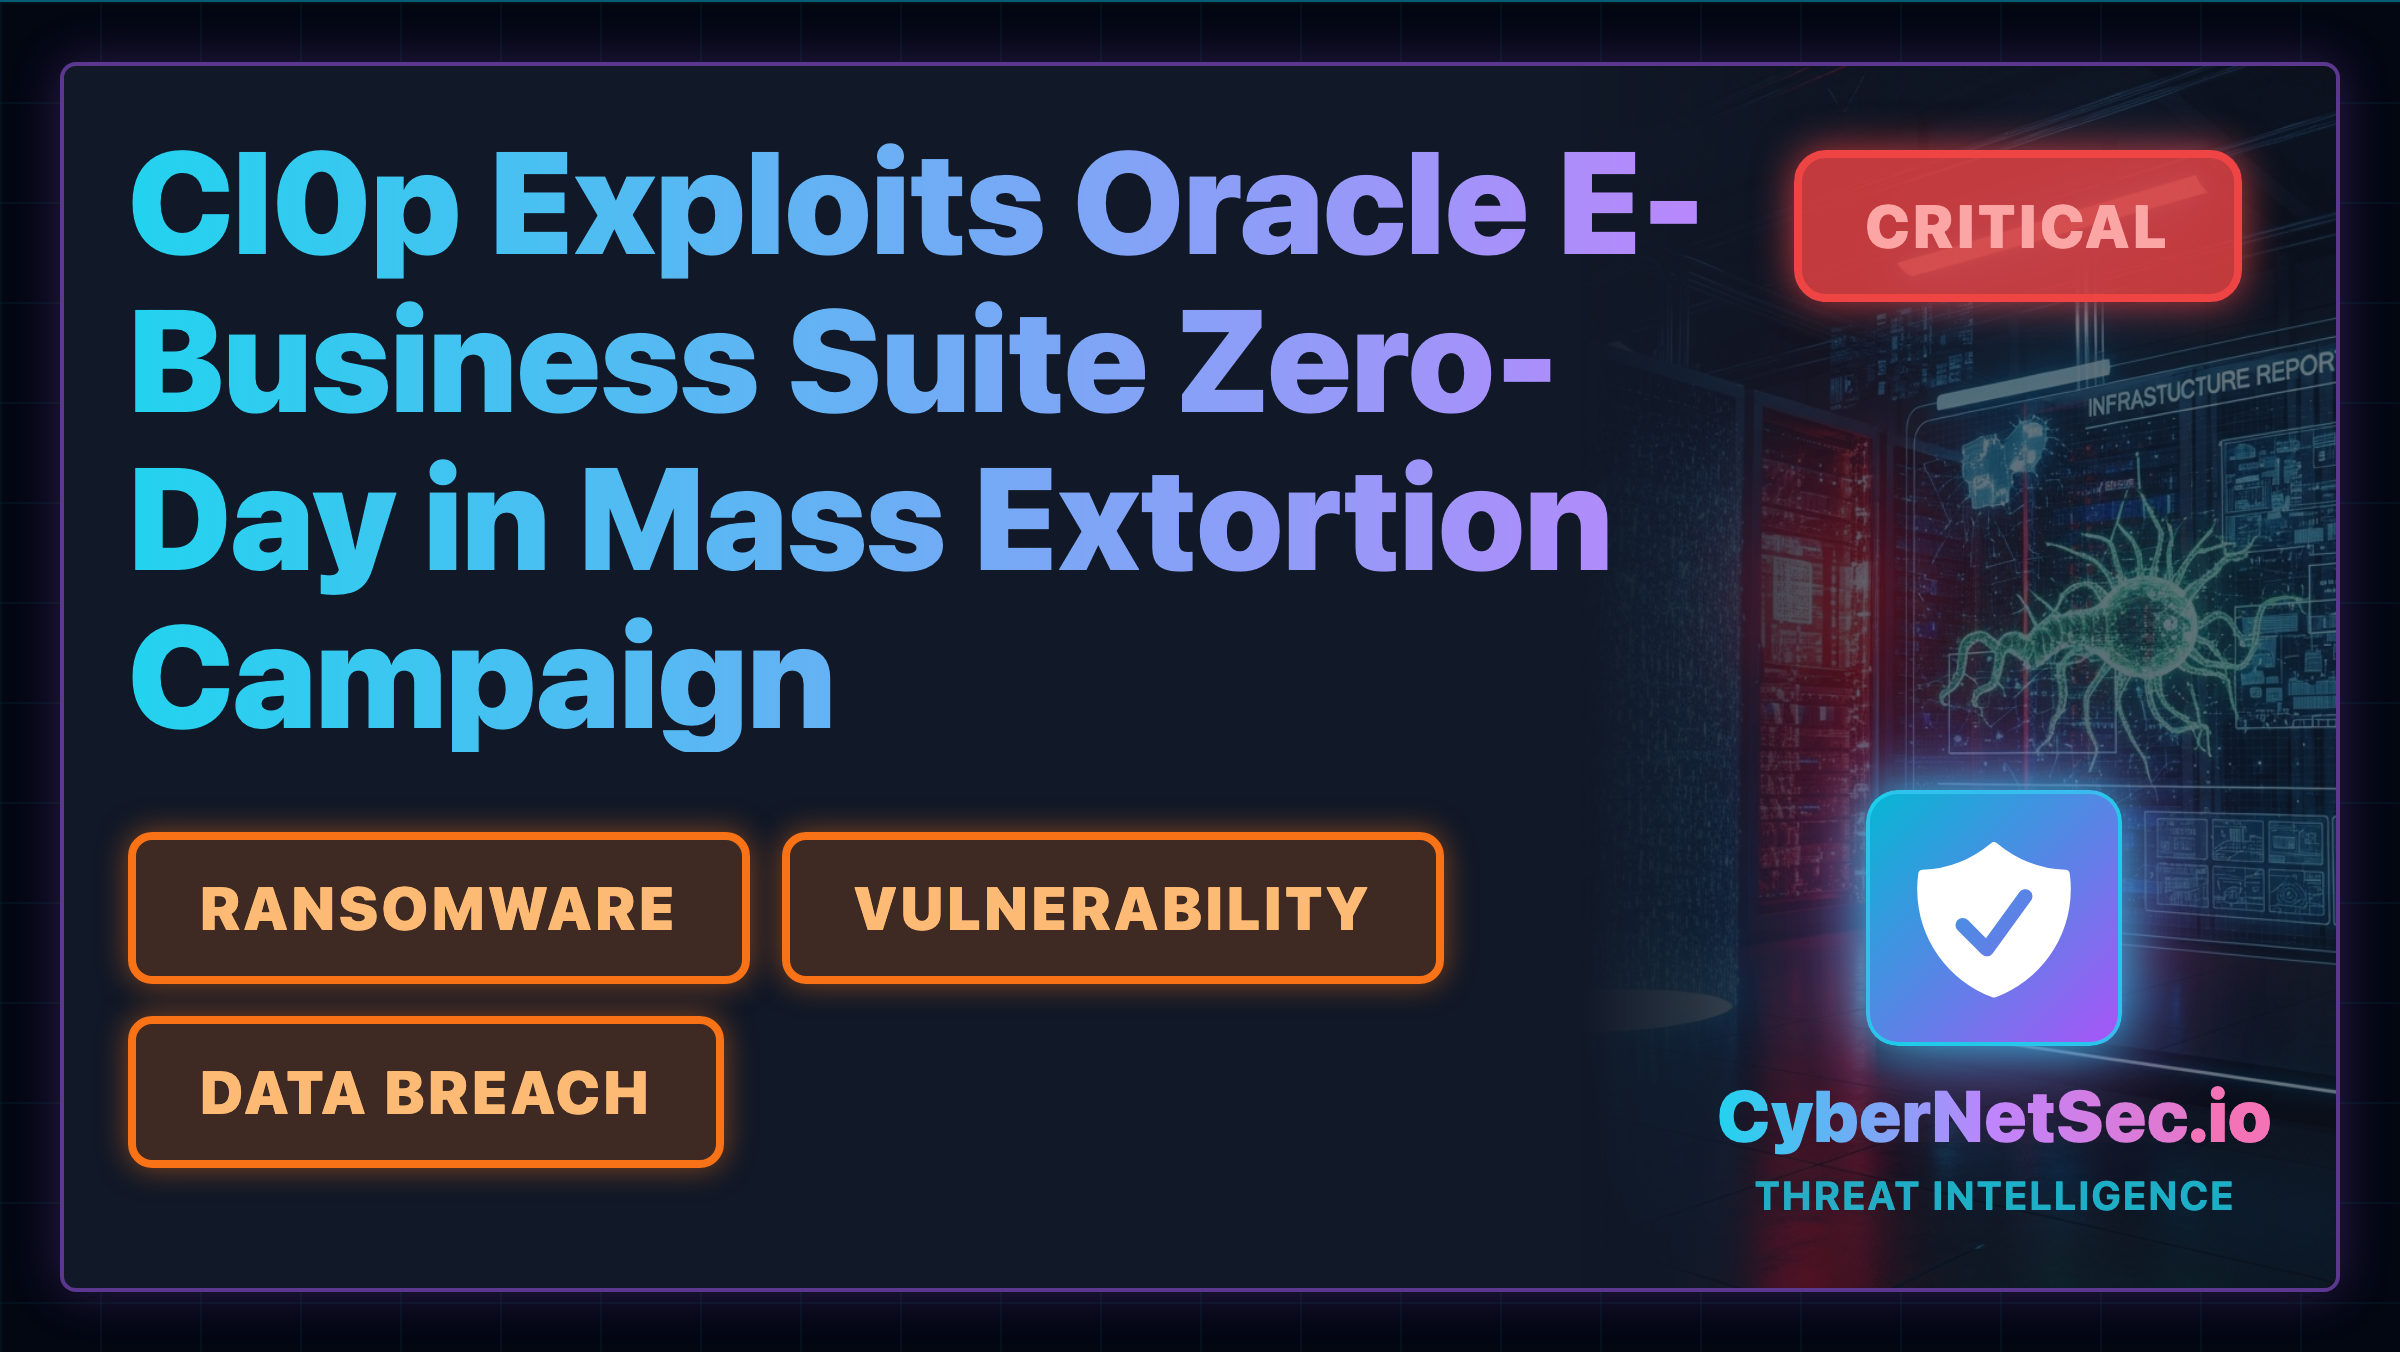 Cl0p Exploits Oracle E-
Business Suite Zero-
Day in Mass Extortion
Campaign
CRITICAL
INFRASTUCTURE REPOR
RANSOMWARE
VULNERABILITY
DATA BREACH
CyberNetSec.io
THREAT INTELLIGENCE